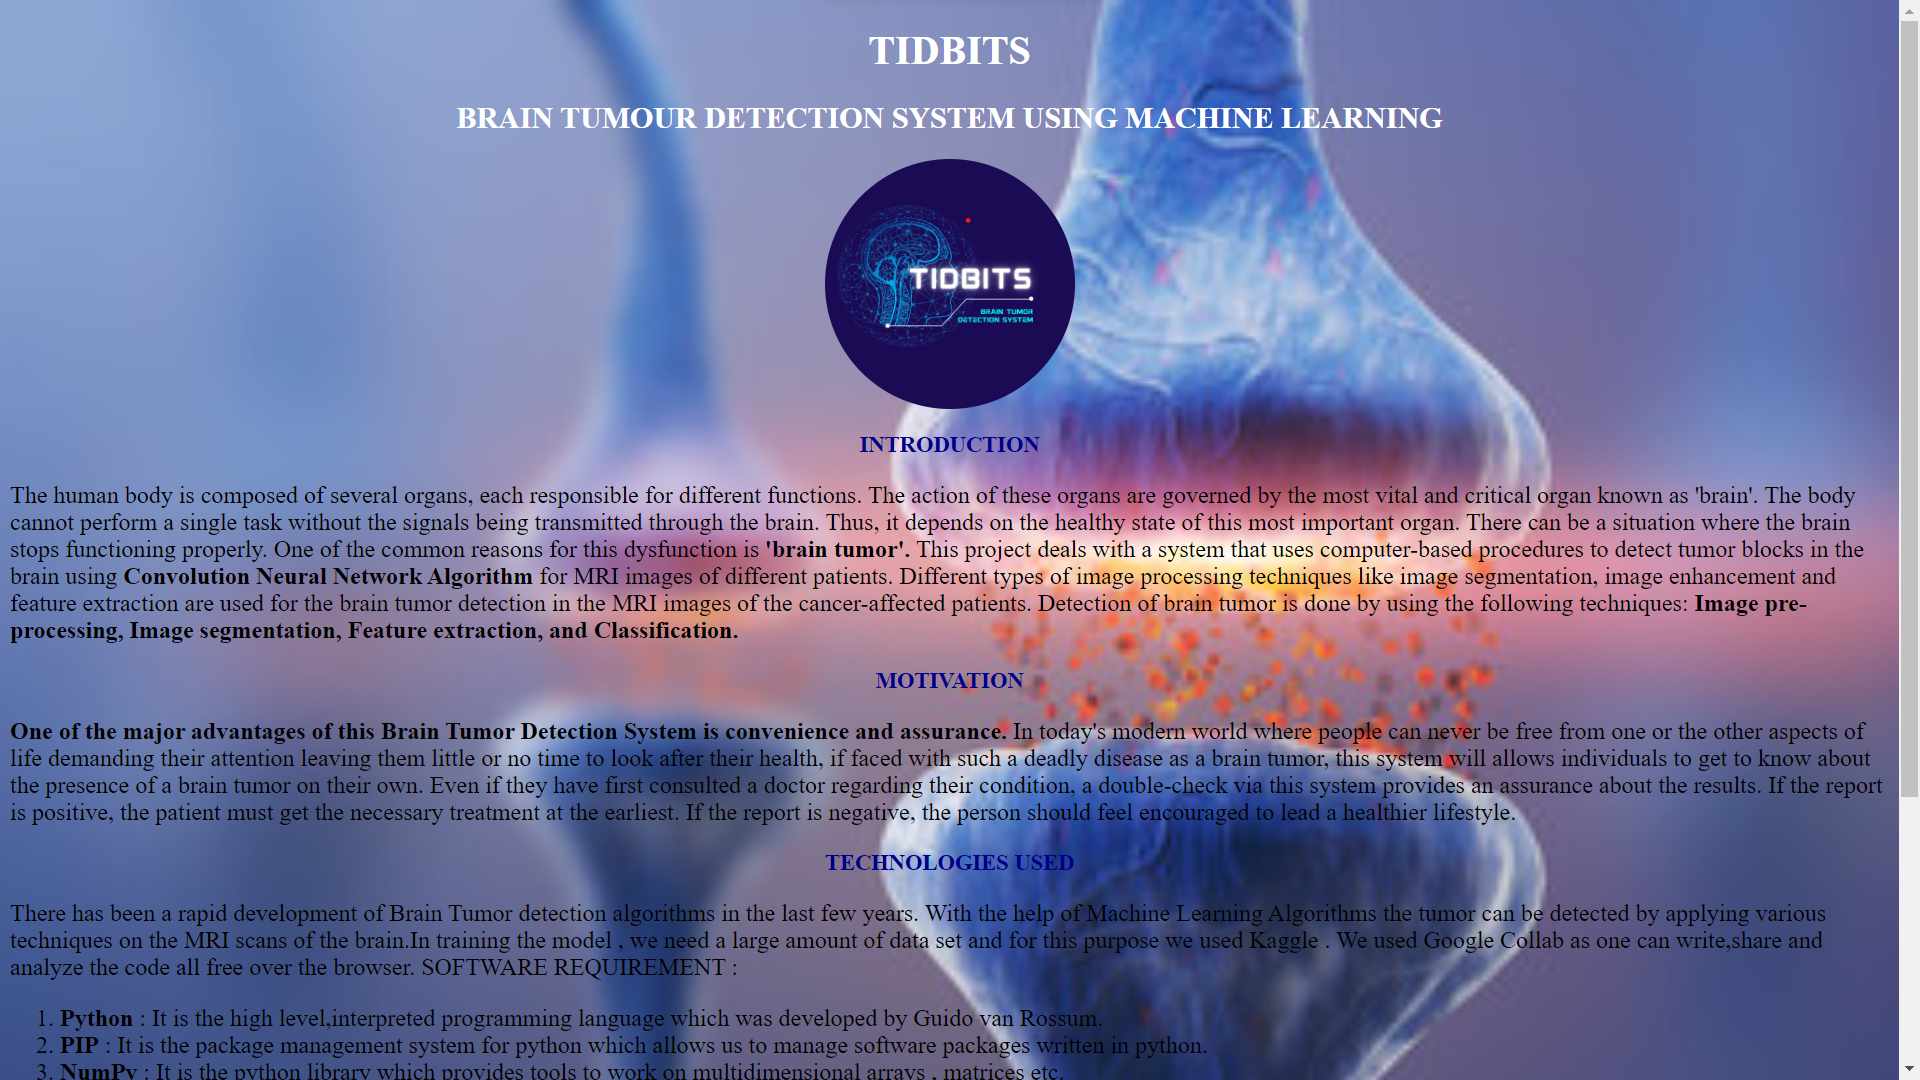 TIDBITS
BRAIN TUMOUR DETECTION SYSTEM USING MACHINE LEARNING
TIDBITS
BRAIN TUMOR
DETECTION SYSTEM
INTRODUCTION
The human body is composed of several organs, each responsible for different functions. The action of these organs are governed by the most vital and critical organ known as 'brain'. The body
cannot perform a single task without the signals being transmitted through the brain. Thus, it depends on the healthy state of this most important organ. There can be a situation where the brain
stops functioning properly. One of the common reasons for this dysfunction is 'brain tumor'. This project deals with a system that uses computer-based procedures to detect tumor blocks in the
brain using Convolution Neural Network Algorithm for MRI images of different patients. Different types of image processing techniques like image segmentation, image enhancement and
feature extraction are used for the brain tumor detection in the MRI images of the cancer-affected patients. Detection of brain tumor is done by using the following techniques: Image pre-
processing, Image segmentation, Feature extraction, and Classification.
MOTIVATION
One of the major advantages of this Brain Tumor Detection System is convenience and assurance. In today's modern world where people can never be free from one or the other aspects of
life demanding their attention leaving them little or no time to look after their health, if faced with such a deadly disease as a brain tumor, this system will allows individuals to get to know about
the presence of a brain tumor on their own. Even if they have first consulted a doctor regarding their condition, a double-check via this system provides an assurance about the results. If the report
is positive, the patient must get the necessary treatment at the earliest. If the report is negative, the person should feel encouraged to lead a healthier lifestyle.
TECHNOLOGIES USED
There has been a rapid development of Brain Tumor detection algorithms in the last few years. With the help of Machine Learning Algorithms the tumor can be detected by applying various
techniques on the MRI scans of the brain.In training the model , we need a large amount of data set and for this purpose we used Kaggle . We used Google Collab as one can write,share and
analyze the code all free over the browser. SOFTWARE REQUIREMENT :
1. Python : It is the high level,interpreted programming language which was developed by Guido van Rossum.
2. PIP : It is the package management system for python which allows us to manage software packages written in python.
3. NumPy : It is the python library which provides tools to work on multidimensional arrays , matrices etc.